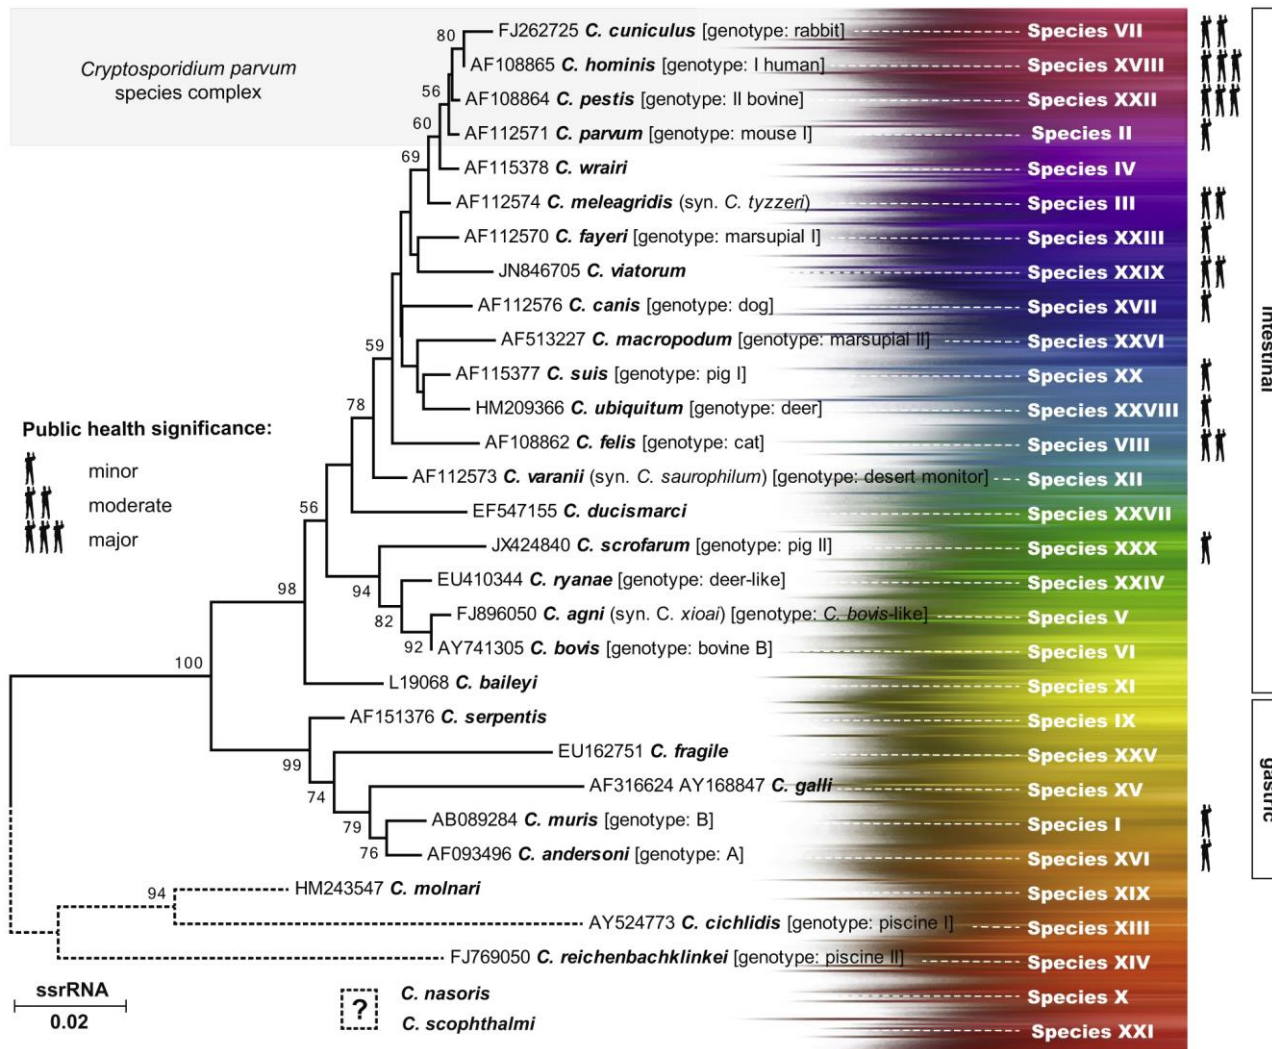 Cryptosporidium parvum
species complex
80
56
60
69
59
78
56
98
94
82
92
100
99
74
79
76
94
FJ262725 C. cuniculus [genotype: rabbit] Species VII
AF108865 C. hominis [genotype: I human] Species XVIII
AF108864 C. pestis [genotype: II bovine] Species XXII
AF112571 C. parvum [genotype: mouse I] Species II
AF115378 C. wrairi Species IV
AF112574 C. meleagridis (syn. C. tyzzeri) Species III
AF112570 C. fayeri [genotype: marsupial I] Species XXIII
JN846705 C. viatorum Species XXIX
AF112576 C. canis [genotype: dog] Species XVII
AF513227 C. macropodum [genotype: marsupial II] Species XXVI
AF115377 C. suis [genotype: pig I] Species XX
HM209366 C. ubiquitum [genotype: deer] Species XXVIII
AF108862 C. felis [genotype: cat] Species VIII
AF112573 C. varanii (syn. C. saurophilum) [genotype: desert monitor] Species XII
EF547155 C. ducismarci Species XXVII
JX424840 C. scrofarum [genotype: pig II] Species XXX
EU410344 C. ryanae [genotype: deer-like] Species XXIV
FJ896050 C. agni (syn. C. xioai) [genotype: C. bovis-like] Species V
AY741305 C. bovis [genotype: bovine B] Species VI
L19068 C. baileyi Species XI
AF151376 C. serpentis Species IX
EU162751 C. fragile Species XXV
AF316624 AY168847 C. galli Species XV
AB089284 C. muris [genotype: B] Species I
AF093496 C. andersoni [genotype: A] Species XVI
HM243547 C. molnari Species XIX
AY524773 C. cichlidis [genotype: piscine I] Species XIII
FJ769050 C. reichenbachklinkei [genotype: piscine II] Species XIV
? C. nasoris Species X
C. scophthalmi Species XXI
Public health significance:
minor
moderate
major
ssrRNA
0.02
intestinal
gastric